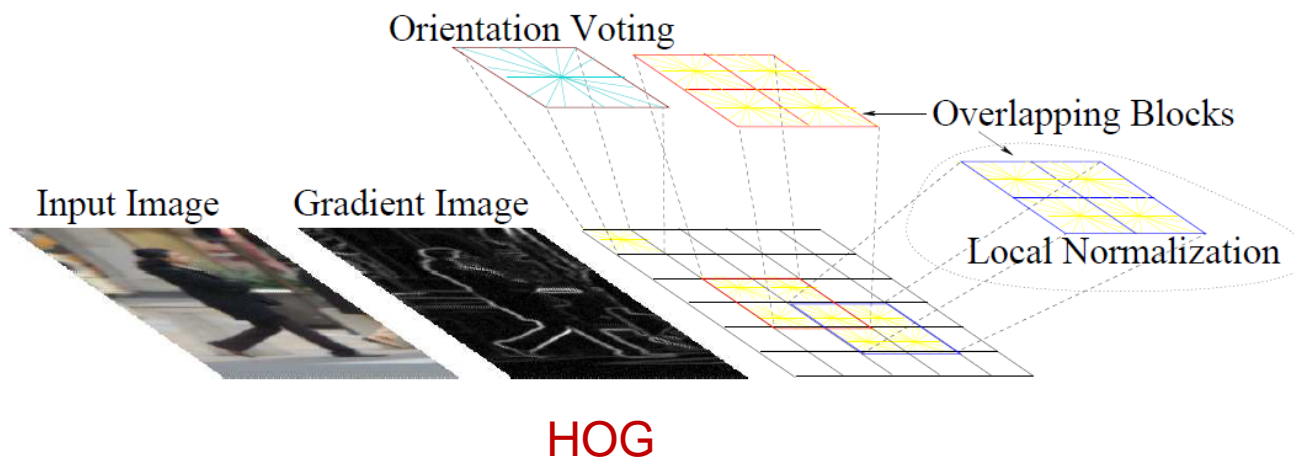 Orientation Voting
Overlapping Blocks
Input Image
Gradient Image
Local Normalization
HOG